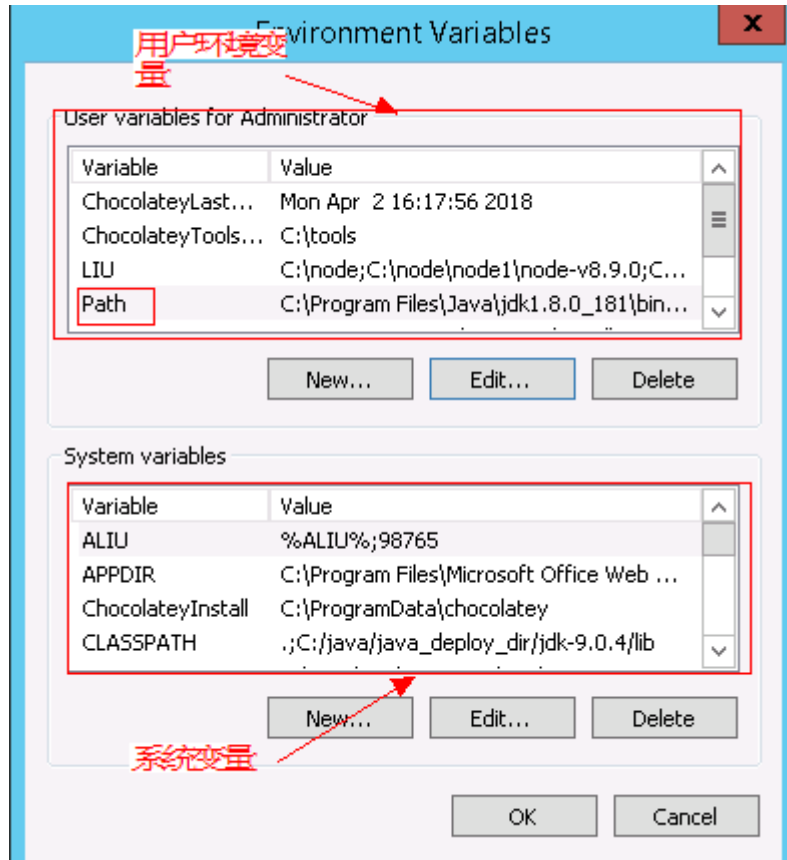 Environment Variables
用户环境变
量
User variables for Administrator
Variable Value
ChocolateyLast... Mon Apr 2 16:17:56 2018
ChocolateyTools... C:\tools
LIU C:\node;C:\node\node1\node-v8.9.0;C...
Path C:\Program Files\Java\jdk1.8.0_181\bin...
New... Edit... Delete
System variables
Variable Value
ALIU %ALIU%;98765
APPDIR C:\Program Files\Microsoft Office Web ...
ChocolateyInstall C:\ProgramData\chocolatey
CLASSPATH .;C:/java/java_deploy_dir/jdk-9.0.4/lib
New... Edit... Delete
系统变量
OK Cancel